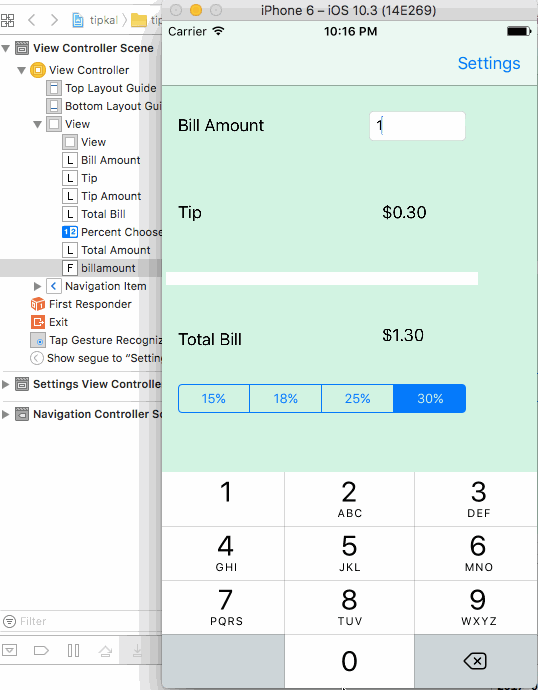 iPhone 6 – iOS 10.3 (14E269)
tipkal
tip
Carrier
10:16 PM
Settings
View Controller Scene
View Controller
Top Layout Guide
Bottom Layout Gui
View
View
L Bill Amount
L Tip
L Tip Amount
L Total Bill
1 2 Percent Choose
L Total Amount
F billamount
Navigation Item
First Responder
Exit
Tap Gesture Recogniz
Show segue to “Settin
Settings View Controlle
Navigation Controller Sc
Filter
Bill Amount
1
Tip
$0.30
Total Bill
$1.30
15% 18% 25% 30%
1 2 3
ABC DEF
4 5 6
GHI JKL MNO
7 8 9
PQRS TUV WXYZ
0